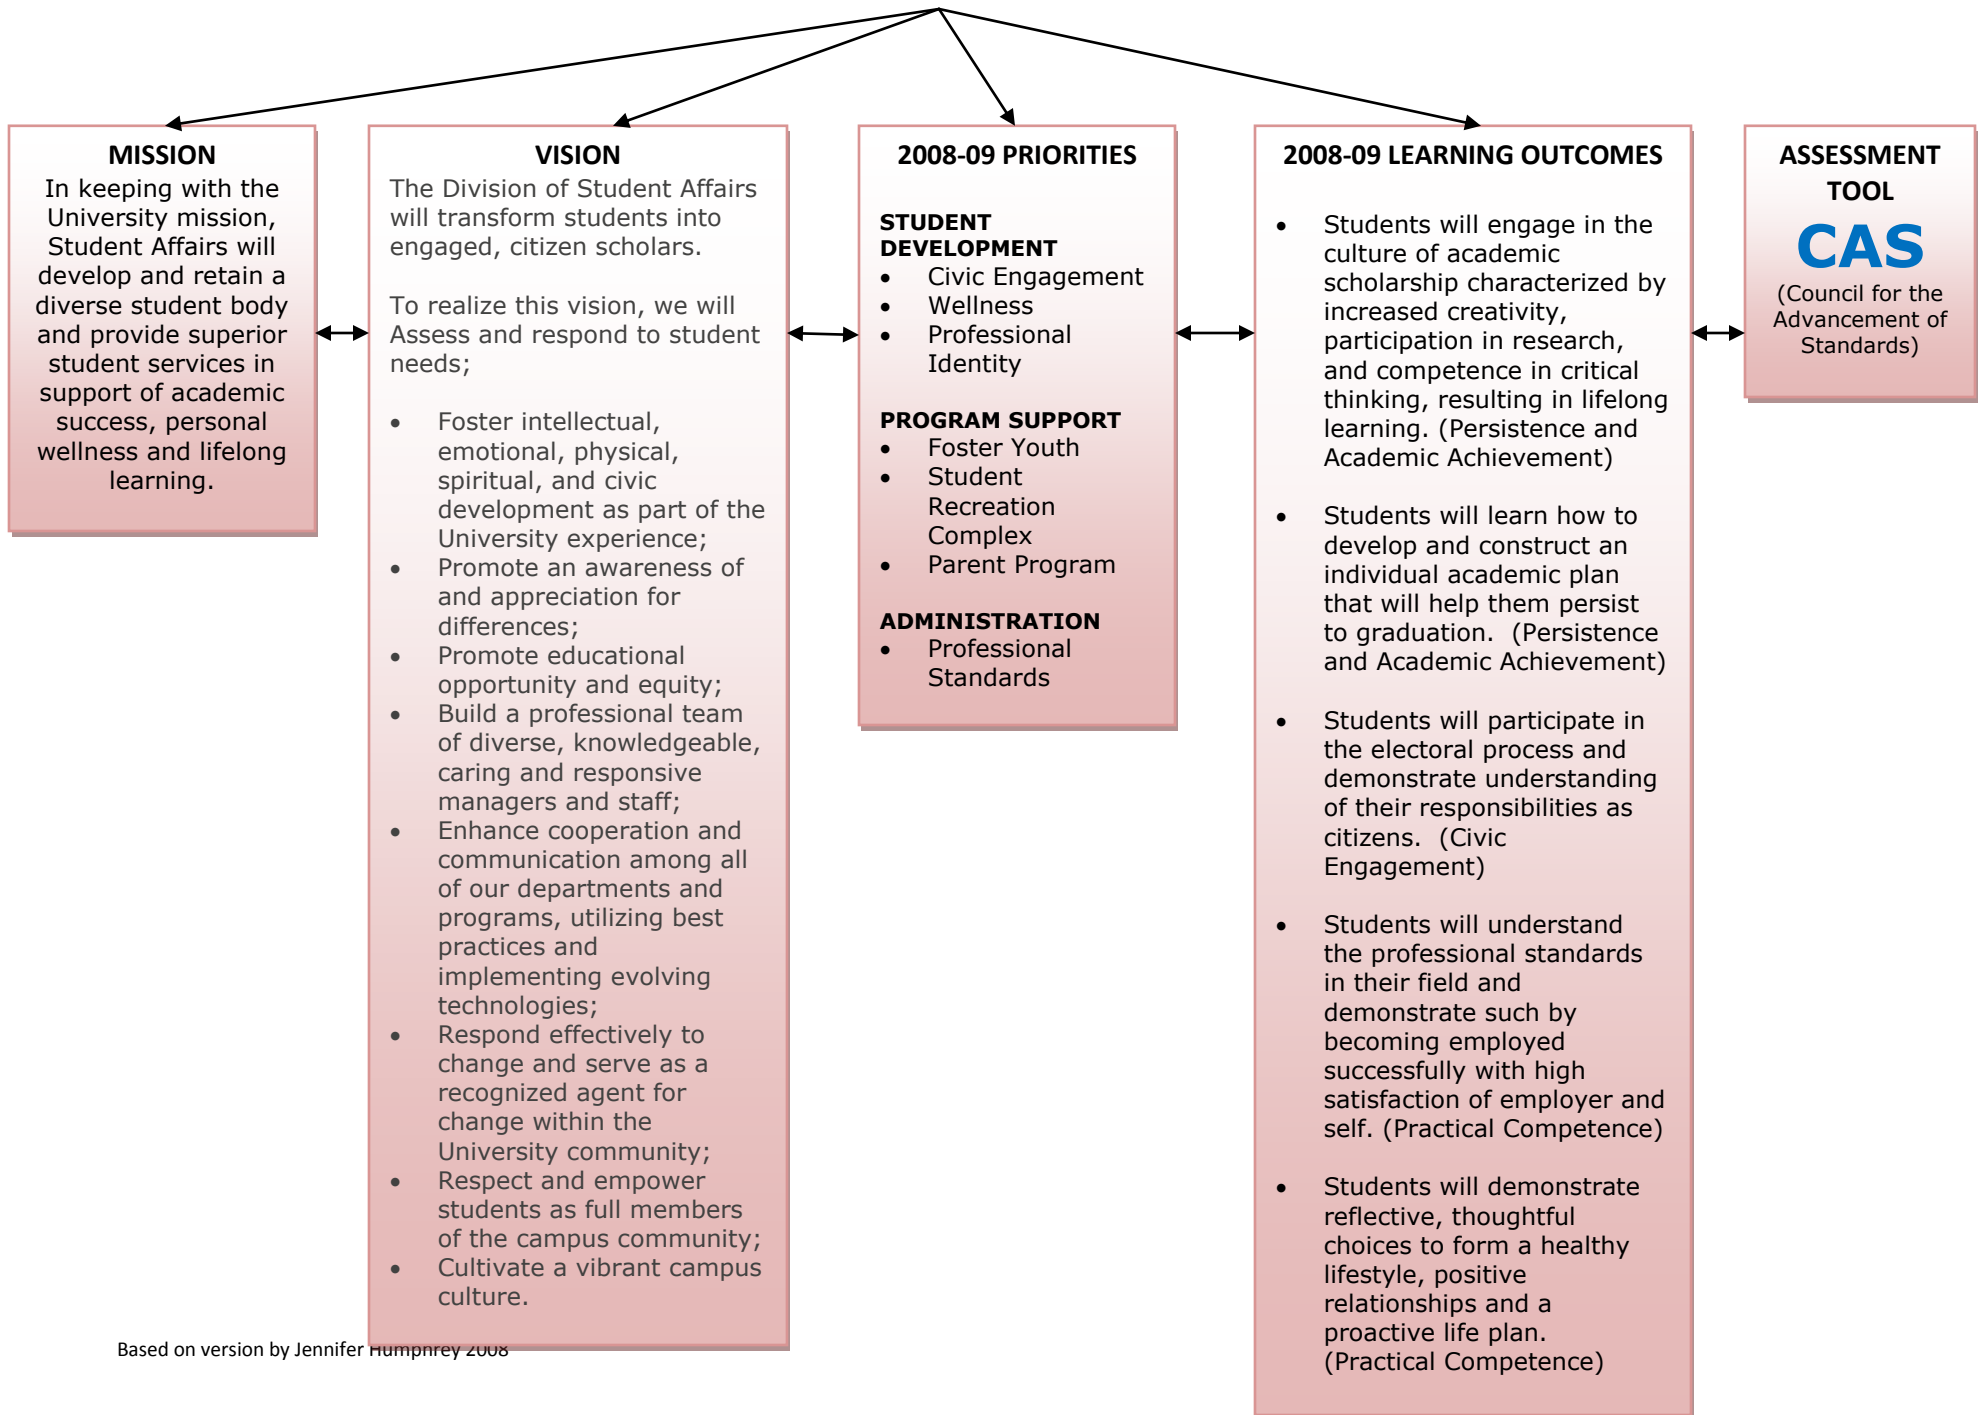 MISSION
In keeping with the
University mission,
Student Affairs will
develop and retain a
diverse student body
and provide superior
student services in
support of academic
success, personal
wellness and lifelong
learning.
VISION
The Division of Student Affairs
will transform students into
engaged, citizen scholars.
To realize this vision, we will
Assess and respond to student
needs;
• Foster intellectual,
emotional, physical,
spiritual, and civic
development as part of the
University experience;
• Promote an awareness of
and appreciation for
differences;
• Promote educational
opportunity and equity;
• Build a professional team
of diverse, knowledgeable,
caring and responsive
managers and staff;
• Enhance cooperation and
communication among all
of our departments and
programs, utilizing best
practices and
implementing evolving
technologies;
• Respond effectively to
change and serve as a
recognized agent for
change within the
University community;
• Respect and empower
students as full members
of the campus community;
• Cultivate a vibrant campus
culture.
2008-09 PRIORITIES
STUDENT
DEVELOPMENT
• Civic Engagement
• Wellness
• Professional
Identity
PROGRAM SUPPORT
• Foster Youth
• Student
Recreation
Complex
• Parent Program
ADMINISTRATION
• Professional
Standards
2008-09 LEARNING OUTCOMES
• Students will engage in the
culture of academic
scholarship characterized by
increased creativity,
participation in research,
and competence in critical
thinking, resulting in lifelong
learning. (Persistence and
Academic Achievement)
• Students will learn how to
develop and construct an
individual academic plan
that will help them persist
to graduation.  (Persistence
and Academic Achievement)
• Students will participate in
the electoral process and
demonstrate understanding
of their responsibilities as
citizens.  (Civic
Engagement)
• Students will understand
the professional standards
in their field and
demonstrate such by
becoming employed
successfully with high
satisfaction of employer and
self. (Practical Competence)
• Students will demonstrate
reflective, thoughtful
choices to form a healthy
lifestyle, positive
relationships and a
proactive life plan.
(Practical Competence)
ASSESSMENT
TOOL
CAS
(Council for the
Advancement of
Standards)
Based on version by Jennifer Humphrey 2008